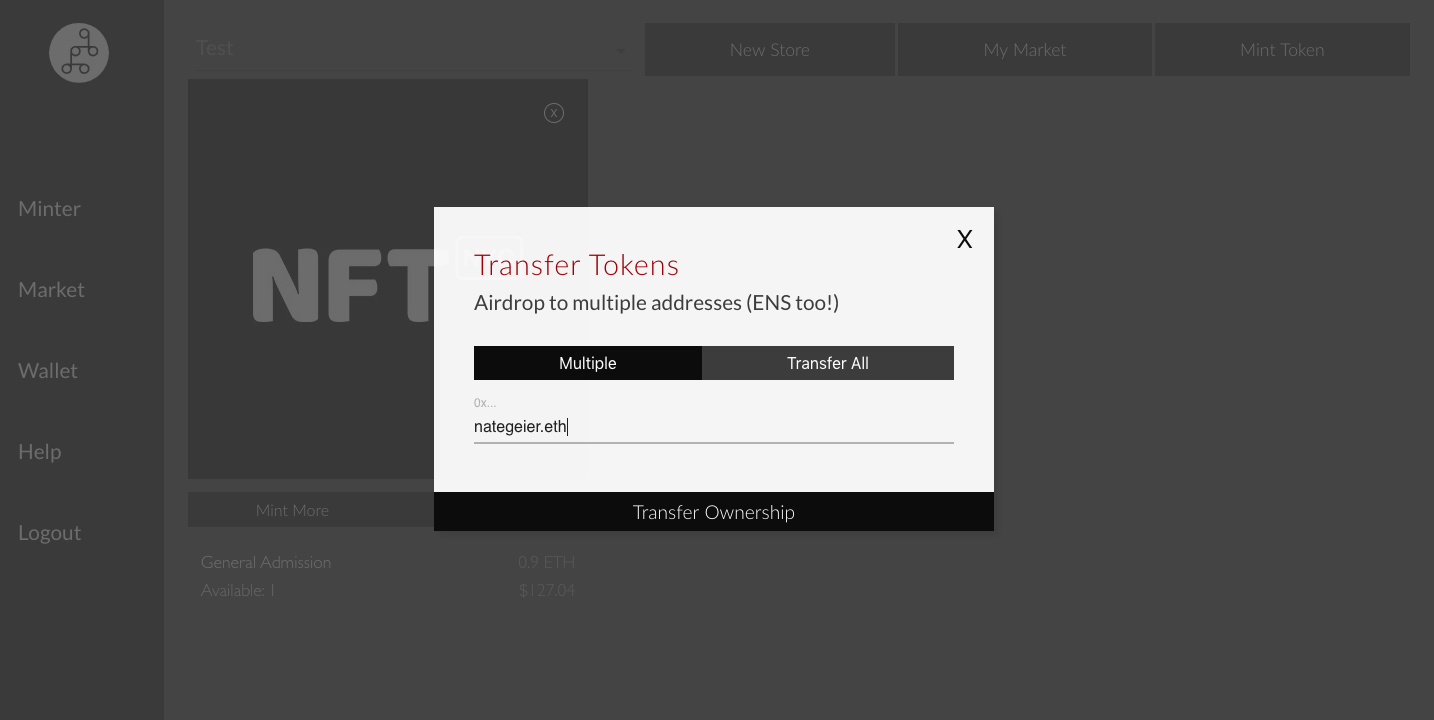 Test
New Store
My Market
Mint Token
X
Minter
Market
Wallet
Help
Logout
NFT
X
Transfer Tokens
Airdrop to multiple addresses (ENS too!)
Multiple
Transfer All
0x...
nategeier.eth
Transfer Ownership
Mint More
General Admission
0.9 ETH
Available: 1
$127.04